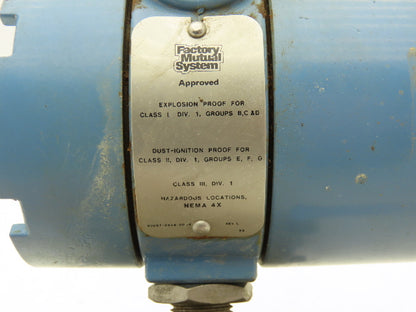 Factory
Mutual
System
Approved
EXPLOSION PROOF FOR
CLASS I, DIV. 1, GROUPS B,C &D
DUST-IGNITION PROOF FOR
CLASS II, DIV. 1, GROUPS E, F, G
CLASS III, DIV. 1
HAZARDOUS LOCATIONS,
NEMA 4X